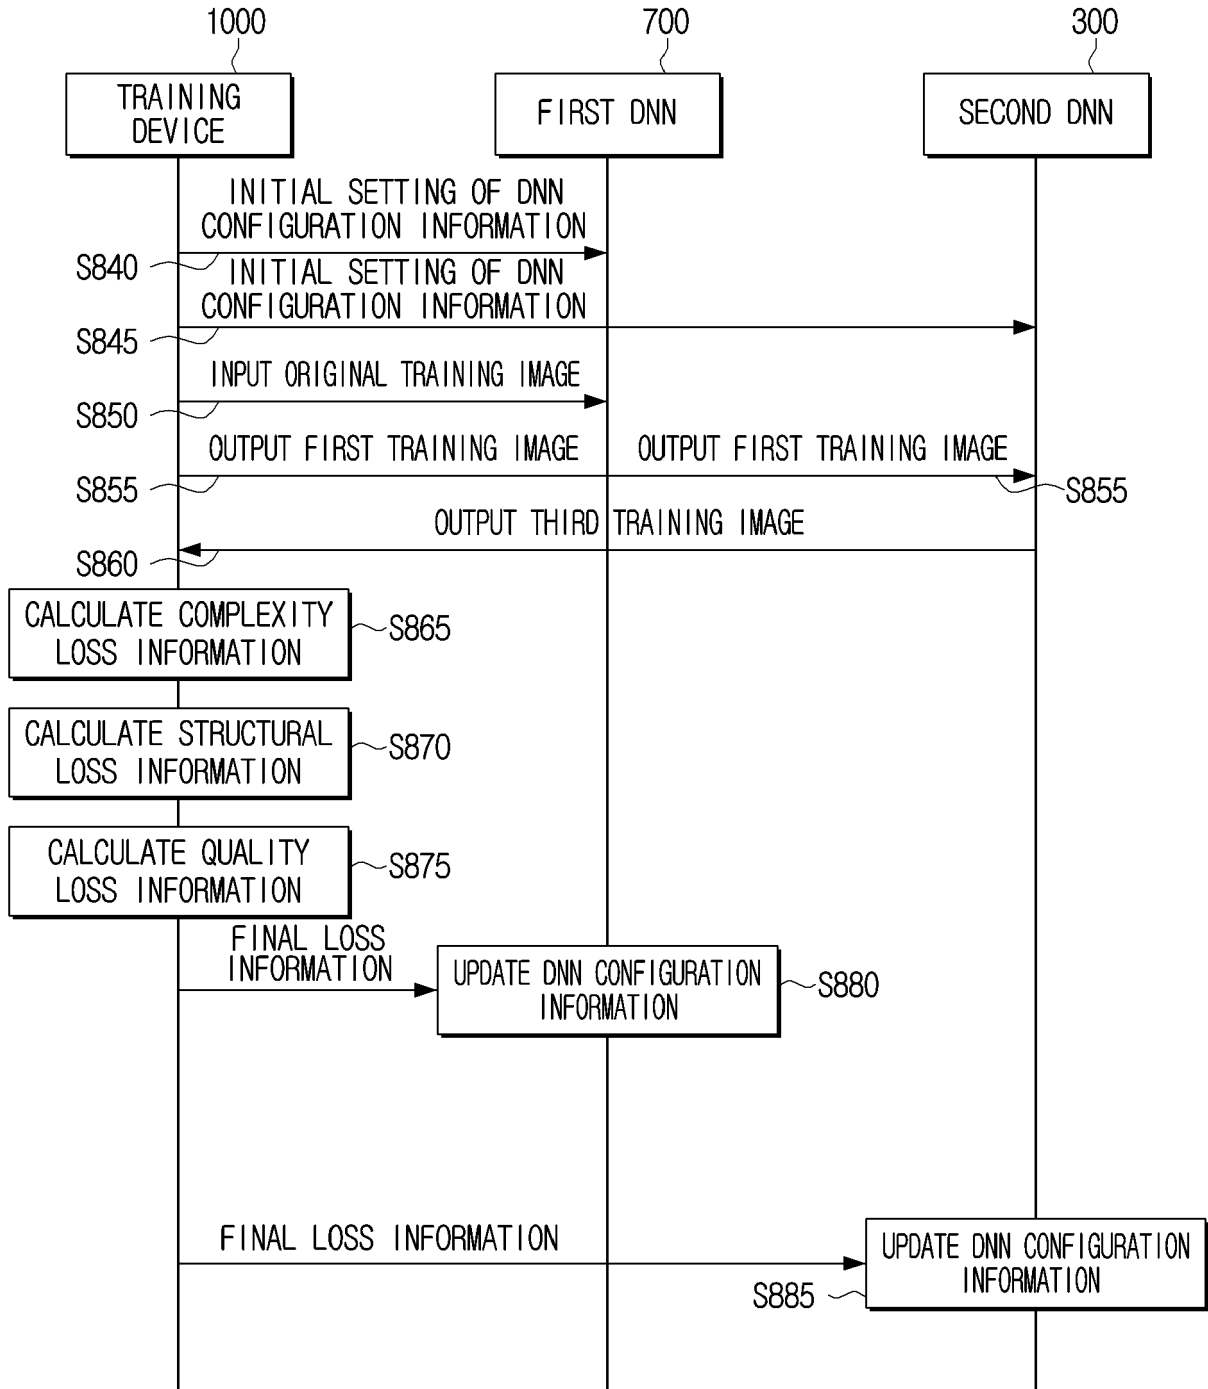 1000
700
300
TRAINING
DEVICE
FIRST DNN
SECOND DNN
INITIAL SETTING OF DNN
CONFIGURATION INFORMATION
S840
INITIAL SETTING OF DNN
CONFIGURATION INFORMATION
S845
INPUT ORIGINAL TRAINING IMAGE
S850
OUTPUT FIRST TRAINING IMAGE
OUTPUT FIRST TRAINING IMAGE
S855
S855
OUTPUT THIRD TRAINING IMAGE
S860
CALCULATE COMPLEXITY
LOSS INFORMATION
S865
CALCULATE STRUCTURAL
LOSS INFORMATION
S870
CALCULATE QUALITY
LOSS INFORMATION
S875
FINAL LOSS
INFORMATION
UPDATE DNN CONFIGURATION
INFORMATION
S880
FINAL LOSS INFORMATION
UPDATE DNN CONFIGURATION
INFORMATION
S885